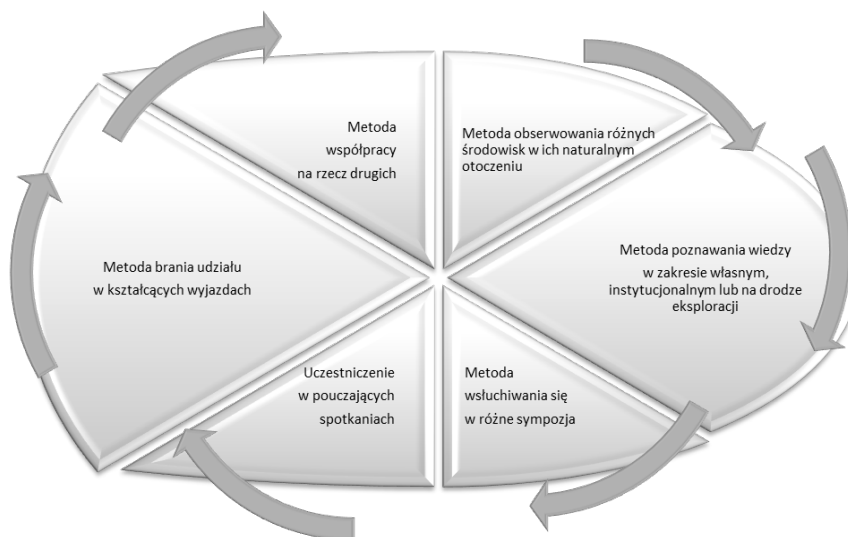 Metoda
współpracy
na rzecz drugich
Metoda obserwowania różnych
środowisk w ich naturalnym
otoczeniu
Metoda brania udziału
w kształcących wyjazdach
Metoda poznawania wiedzy
w zakresie własnym,
instytucjonalnym lub na drodze
eksploracji
Uczestniczenie
w pouczających
spotkaniach
Metoda
wsłuchiwania się
w różne sympozja